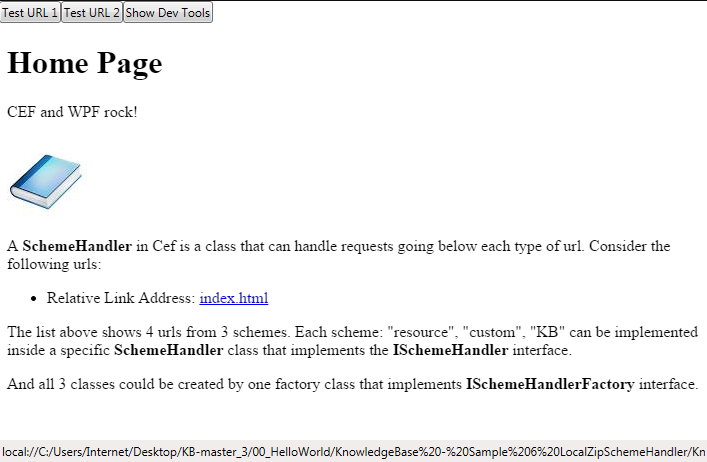 Test URL 1 Test URL 2 Show Dev Tools
Home Page
CEF and WPF rock!
A SchemeHandler in Cef is a class that can handle requests going below each type of url. Consider the
following urls:
• Relative Link Address: index.html
The list above shows 4 urls from 3 schemes. Each scheme: "resource", "custom", "KB" can be implemented
inside a specific SchemeHandler class that implements the ISchemeHandler interface.
And all 3 classes could be created by one factory class that implements ISchemeHandlerFactory interface.
local://C:/Users/Internet/Desktop/KB-master_3/00_HelloWorld/KnowledgeBase%20-%20Sample%206%20LocalZipSchemeHandler/Kn